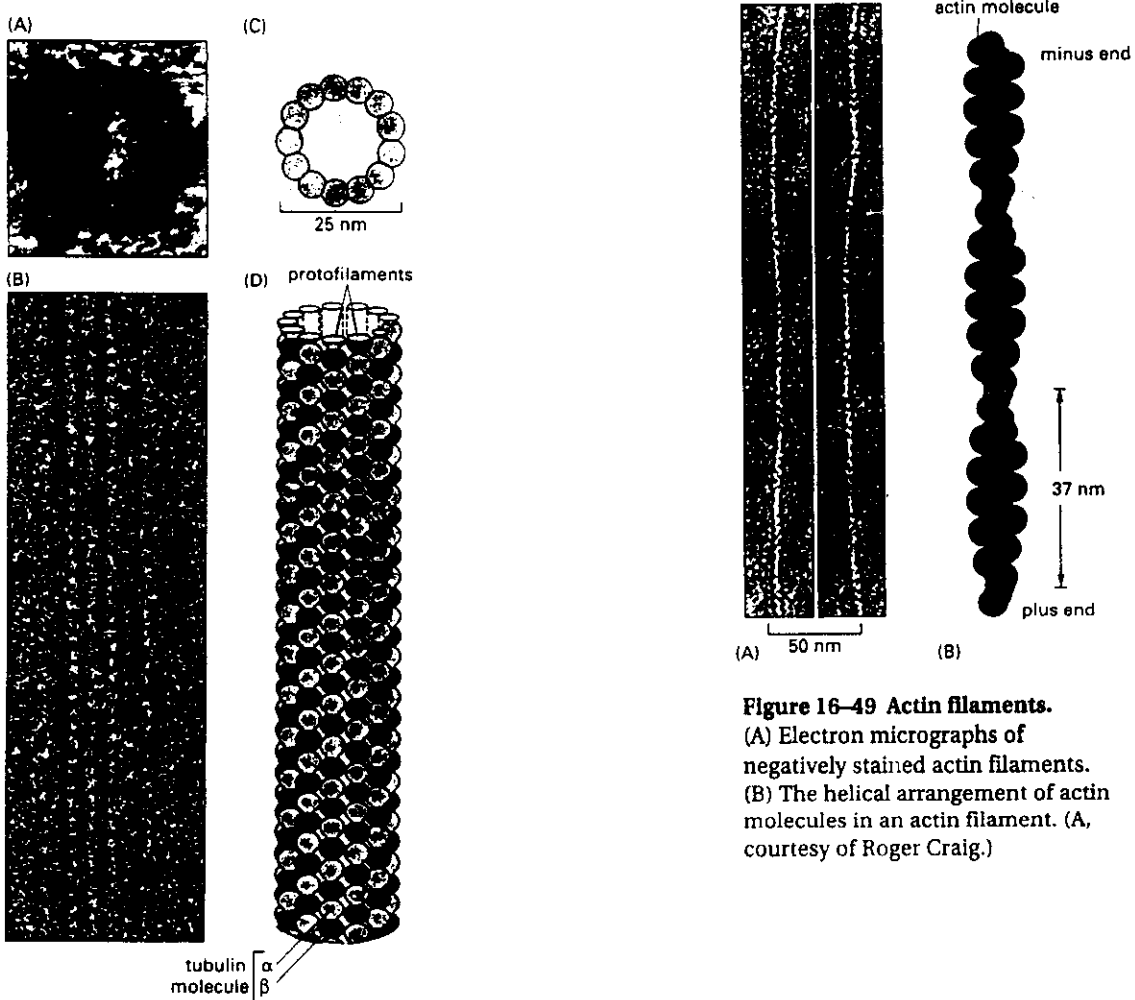 (A)
(C)
25 nm
(B)
(D)
protofilaments
tubulin
molecule
α
β
actin molecule
minus end
37 nm
plus end
(A)
50 nm
(B)
Figure 16–49 Actin filaments.
(A) Electron micrographs of
negatively stained actin filaments.
(B) The helical arrangement of actin
molecules in an actin filament. (A,
courtesy of Roger Craig.)